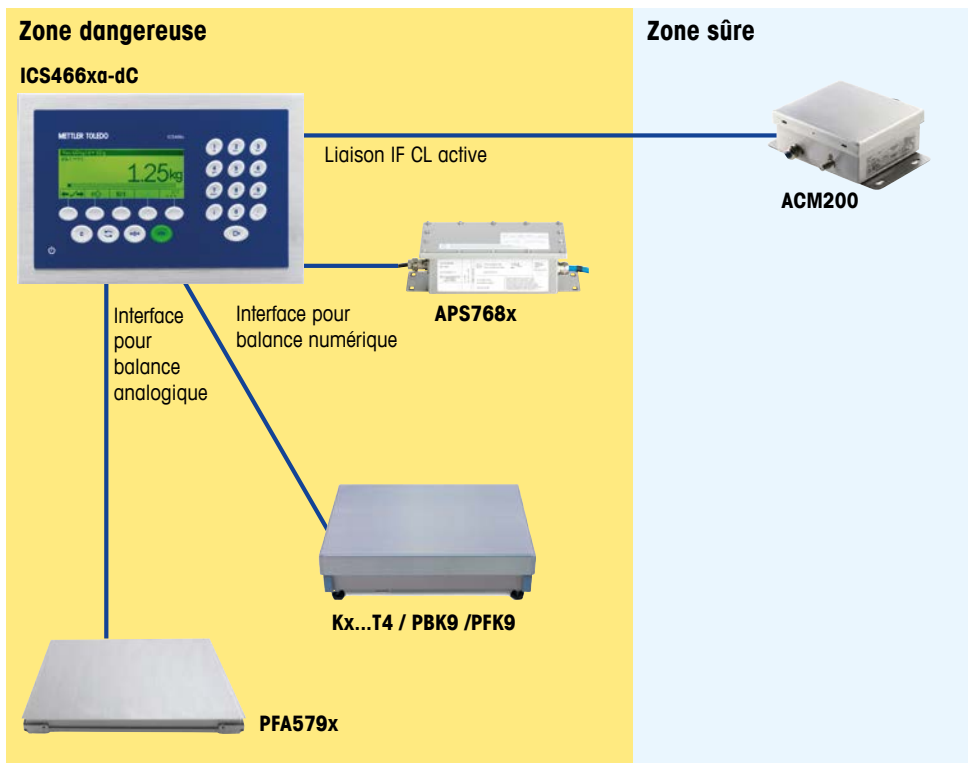 Zone dangereuse
Zone sûre
ICS466xa-dC
METTLER TOLEDO
1.25kg
Liaison IF CL active
ACM200
APS768x
Interface
pour
balance
analogique
Interface pour
balance numérique
Kx...T4 / PBK9 /PFK9
PFA579x